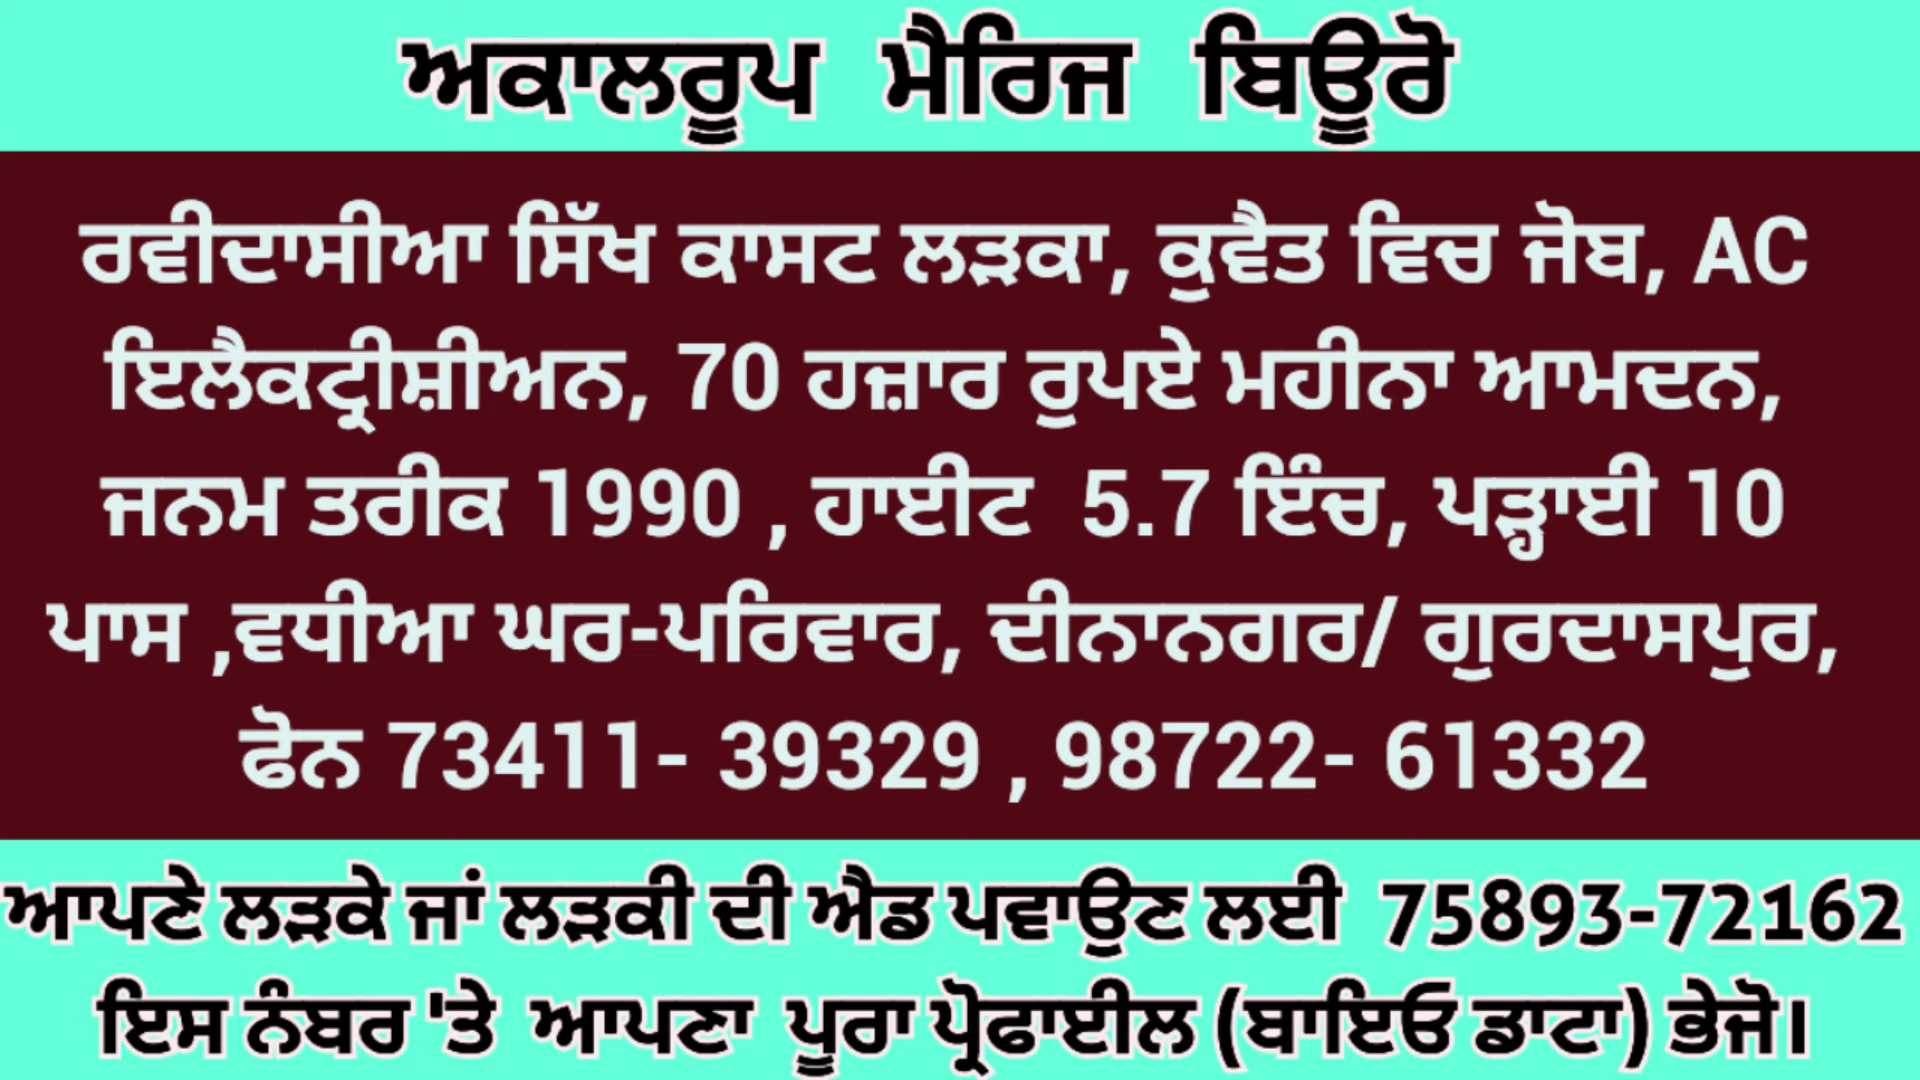 ਅਕਾਲਰੂਪ ਮੈਰਿਜ ਬਿਊਰੋ
ਰਵੀਦਾਸੀਆ ਸਿੱਖ ਕਾਸਟ ਲੜਕਾ, ਕੁਵੈਤ ਵਿਚ ਜੋਬ, AC
ਇਲੈਕਟ੍ਰੀਸ਼ੀਅਨ, 70 ਹਜ਼ਾਰ ਰੁਪਏ ਮਹੀਨਾ ਆਮਦਨ,
ਜਨਮ ਤਰੀਕ 1990 , ਹਾਈਟ 5.7 ਇੰਚ, ਪੜ੍ਹਾਈ 10
ਪਾਸ ,ਵਧੀਆ ਘਰ-ਪਰਿਵਾਰ, ਦੀਨਾਨਗਰ/ ਗੁਰਦਾਸਪੁਰ,
ਫੋਨ 73411- 39329 , 98722- 61332
ਆਪਣੇ ਲੜਕੇ ਜਾਂ ਲੜਕੀ ਦੀ ਐਡ ਪਵਾਉਣ ਲਈ 75893-72162
ਇਸ ਨੰਬਰ 'ਤੇ ਆਪਣਾ ਪੂਰਾ ਪ੍ਰੋਫਾਈਲ (ਬਾਇਓ ਡਾਟਾ) ਭੇਜੋ।